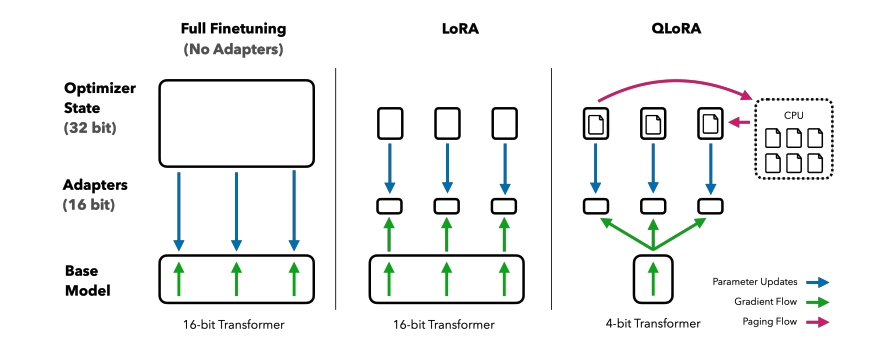 Full Finetuning
(No Adapters)
LoRA
QLoRA
Optimizer
State
(32 bit)
CPU
Adapters
(16 bit)
Base
Model
Parameter Updates
Gradient Flow
Paging Flow
16-bit Transformer
16-bit Transformer
4-bit Transformer